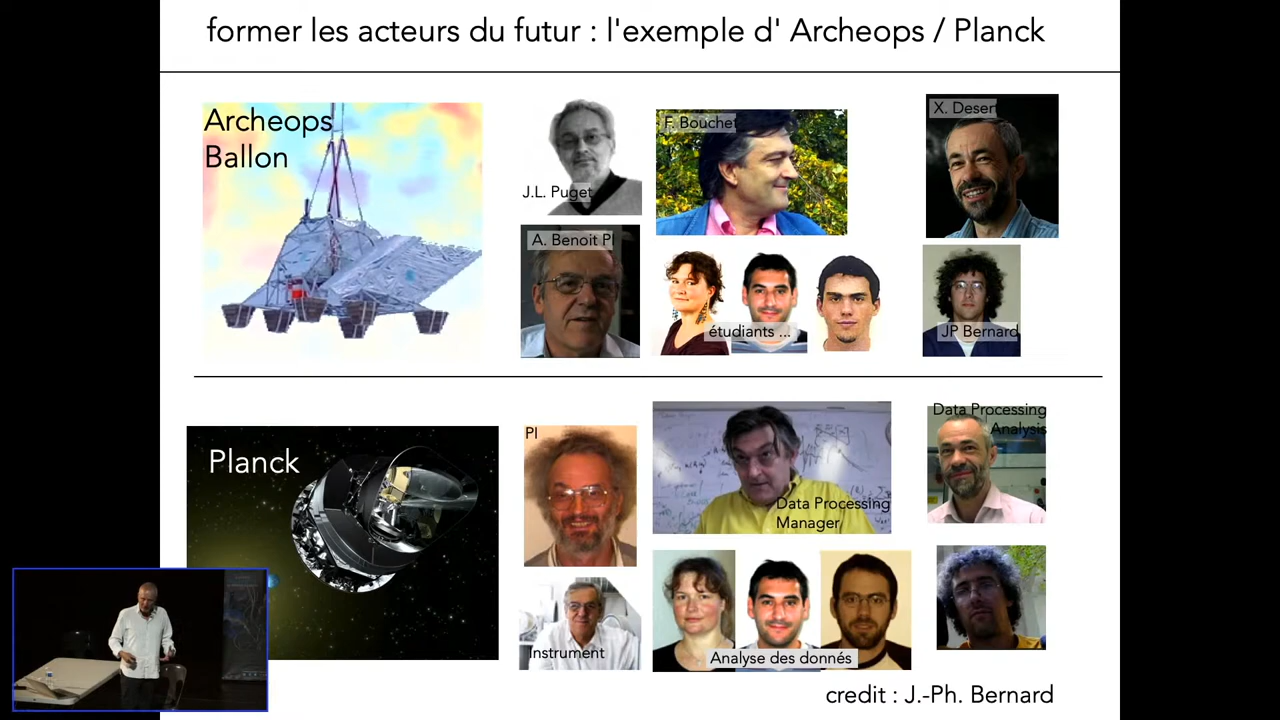 former les acteurs du futur : l'exemple d' Archeops / Planck
Archeops
Ballon
J.L. Puget
F. Bouchet
X. Desert
A. Benoit PI
étudiants ...
JP Bernard
Planck
PI
Data Processing
Manager
Data Processing
Analysis
Instrument
Analyse des donnés
credit : J.-Ph. Bernard